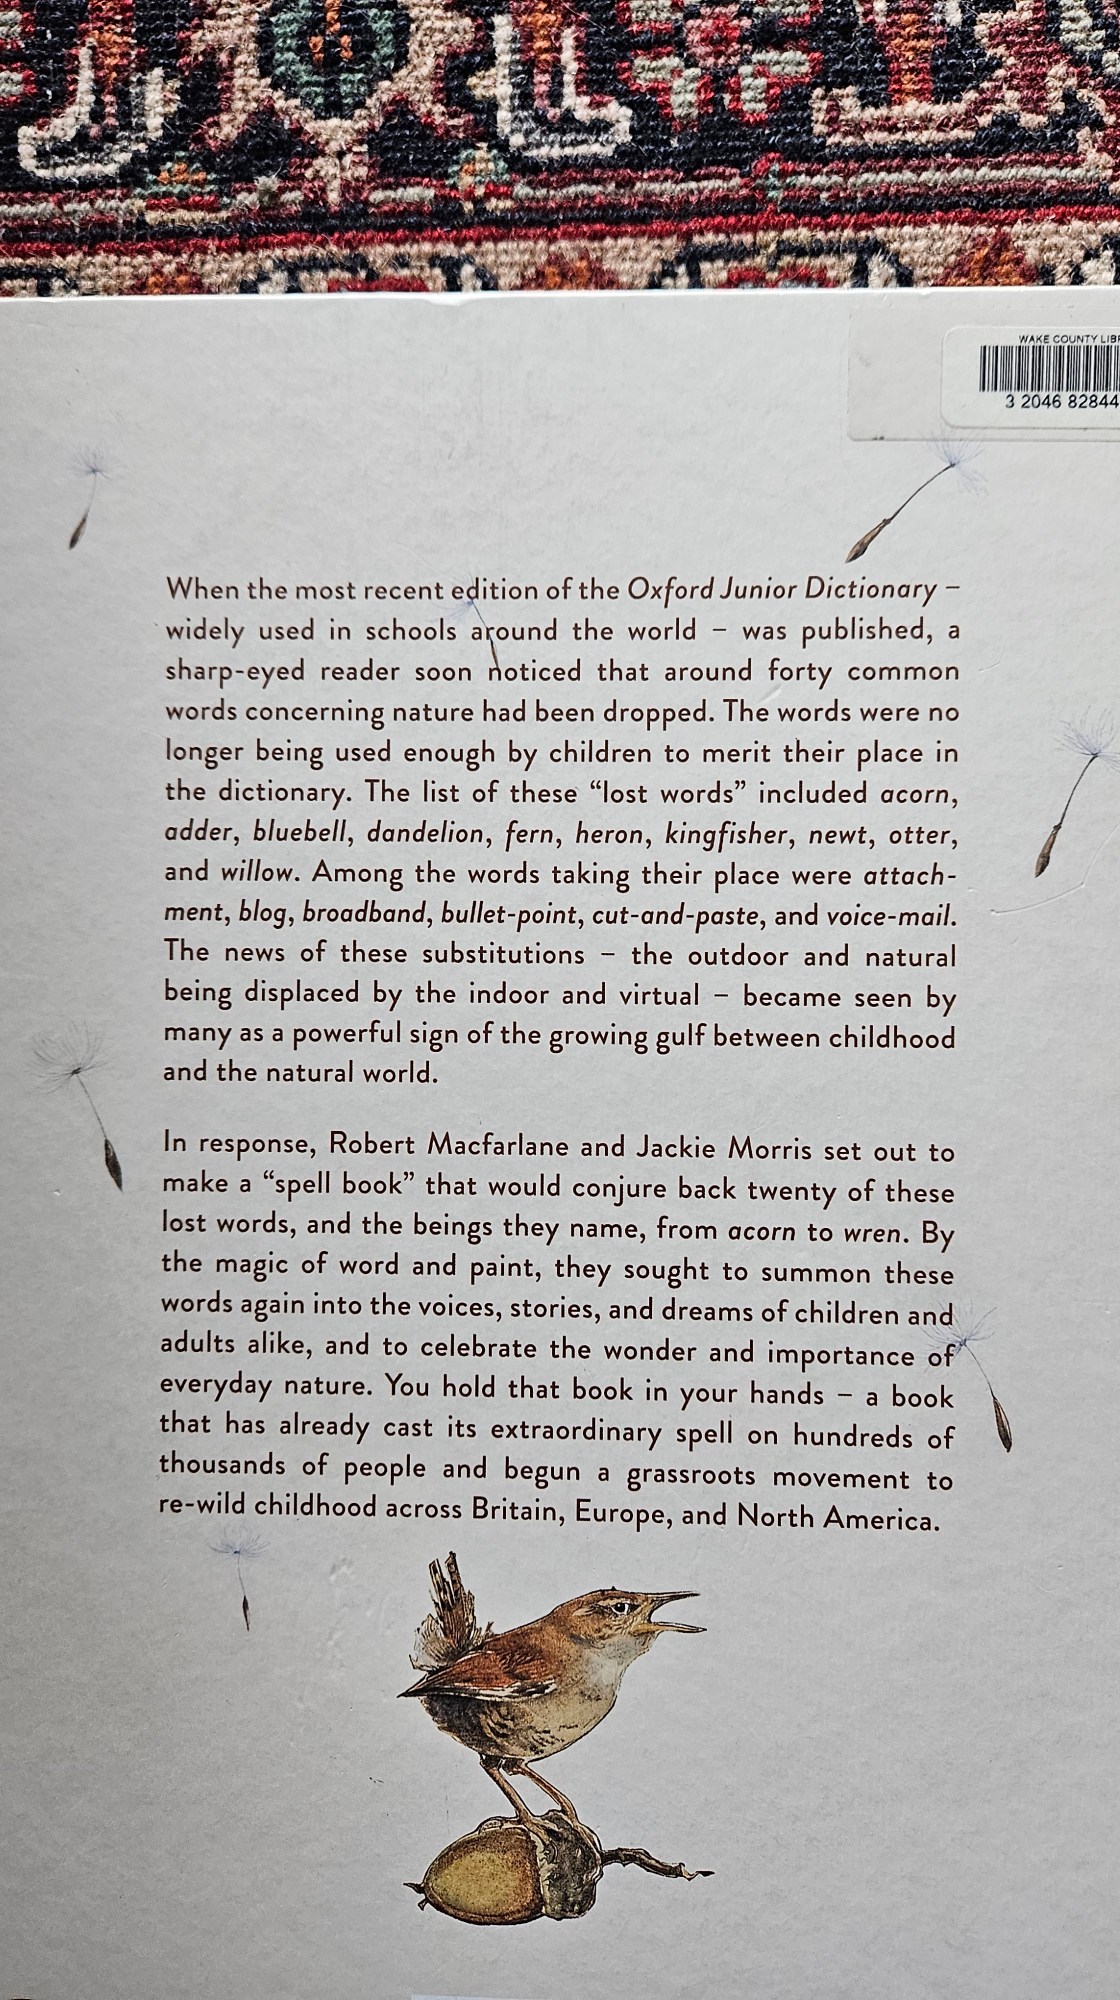 WAKE COUNTY
3 2046 82844
When the most recent edition of the Oxford Junior Dictionary –
widely used in schools around the world – was published, a
sharp-eyed reader soon noticed that around forty common
words concerning nature had been dropped. The words were no
longer being used enough by children to merit their place in
the dictionary. The list of these “lost words” included acorn,
adder, bluebell, dandelion, fern, heron, kingfisher, newt, otter,
and willow. Among the words taking their place were attach-
ment, blog, broadband, bullet-point, cut-and-paste, and voice-mail.
The news of these substitutions – the outdoor and natural
being displaced by the indoor and virtual – became seen by
many as a powerful sign of the growing gulf between childhood
and the natural world.
In response, Robert Macfarlane and Jackie Morris set out to
make a “spell book” that would conjure back twenty of these
lost words, and the beings they name, from acorn to wren. By
the magic of word and paint, they sought to summon these
words again into the voices, stories, and dreams of children and
adults alike, and to celebrate the wonder and importance of
everyday nature. You hold that book in your hands – a book
that has already cast its extraordinary spell on hundreds of
thousands of people and begun a grassroots movement to
re-wild childhood across Britain, Europe, and North America.